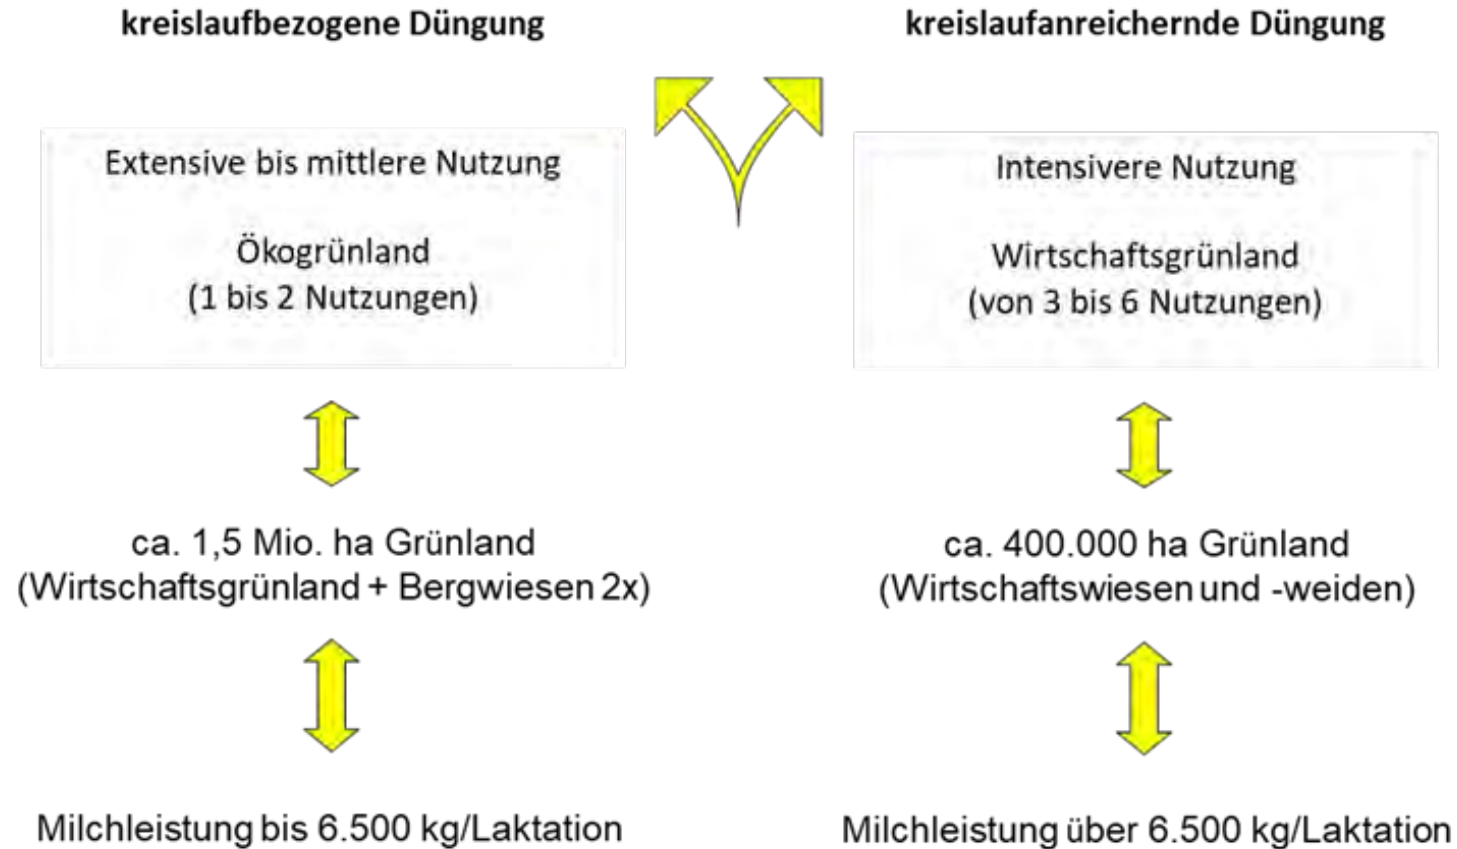 kreislaufbezogene Düngung
Extensive bis mittlere Nutzung
Ökogrünland
(1 bis 2 Nutzungen)
ca. 1,5 Mio. ha Grünland
(Wirtschaftsgrünland + Bergwiesen 2x)
Milchleistung bis 6.500 kg/Laktation
kreislaufanreichernde Düngung
Intensivere Nutzung
Wirtschaftsgrünland
(von 3 bis 6 Nutzungen)
ca. 400.000 ha Grünland
(Wirtschaftswiesen und -weiden)
Milchleistung über 6.500 kg/Laktation